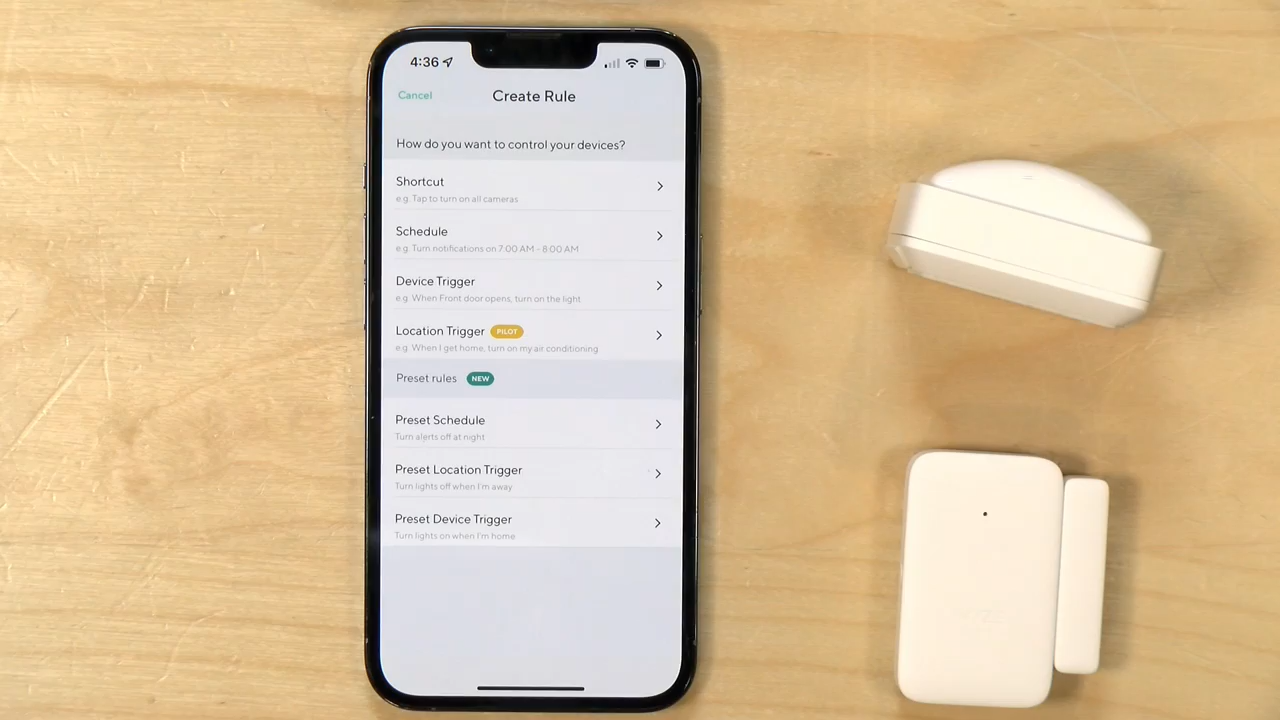 4:36
Cancel
Create Rule
How do you want to control your devices?
Shortcut
e.g. Tap to turn on all cameras
Schedule
e.g. Turn notifications on 7:00 AM - 8:00 AM
Device Trigger
e.g. When Front door opens, turn on the light
Location Trigger PILOT
e.g. When I get home, turn on my air conditioning
Preset rules NEW
Preset Schedule
Turn alerts off at night
Preset Location Trigger
Turn lights off when I'm away
Preset Device Trigger
Turn lights on when I'm home